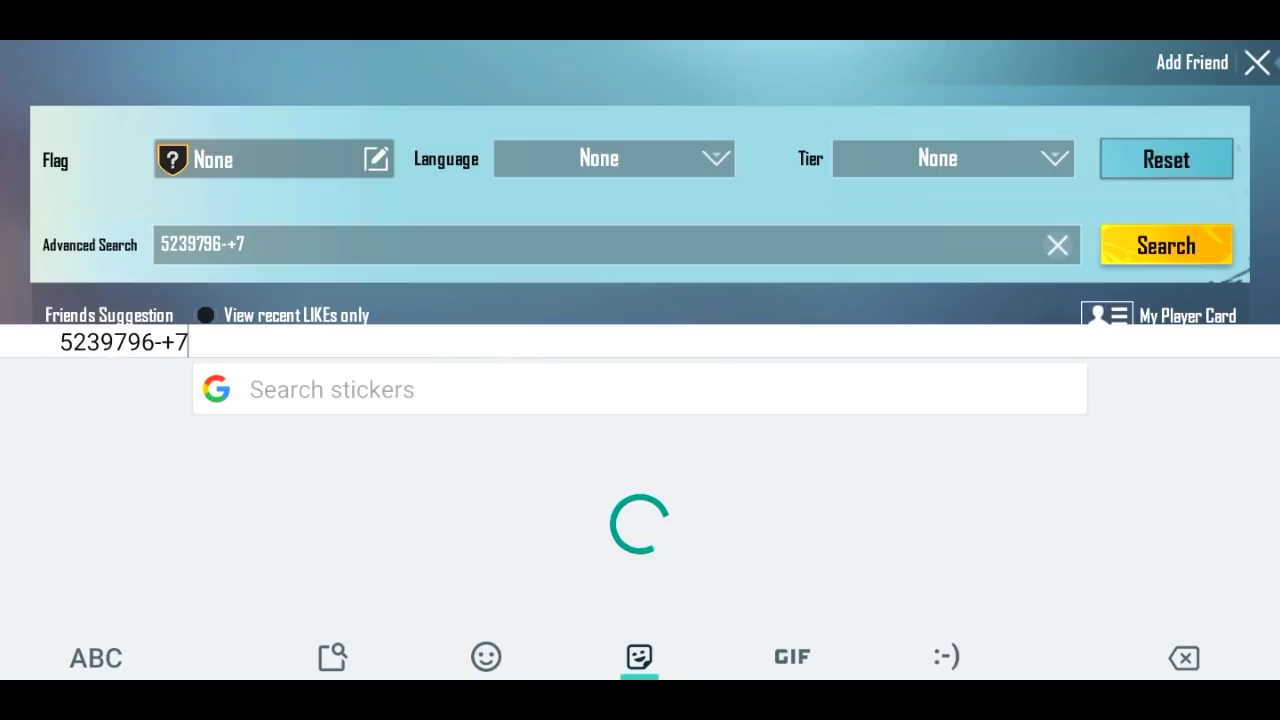 Add Friend
Flag
? None
Language
None
Tier
None
Reset
Advanced Search
5239796-+7
Search
Friends Suggestion
View recent LIKEs only
My Player Card
5239796-+7
G Search stickers
ABC
GIF
:-)